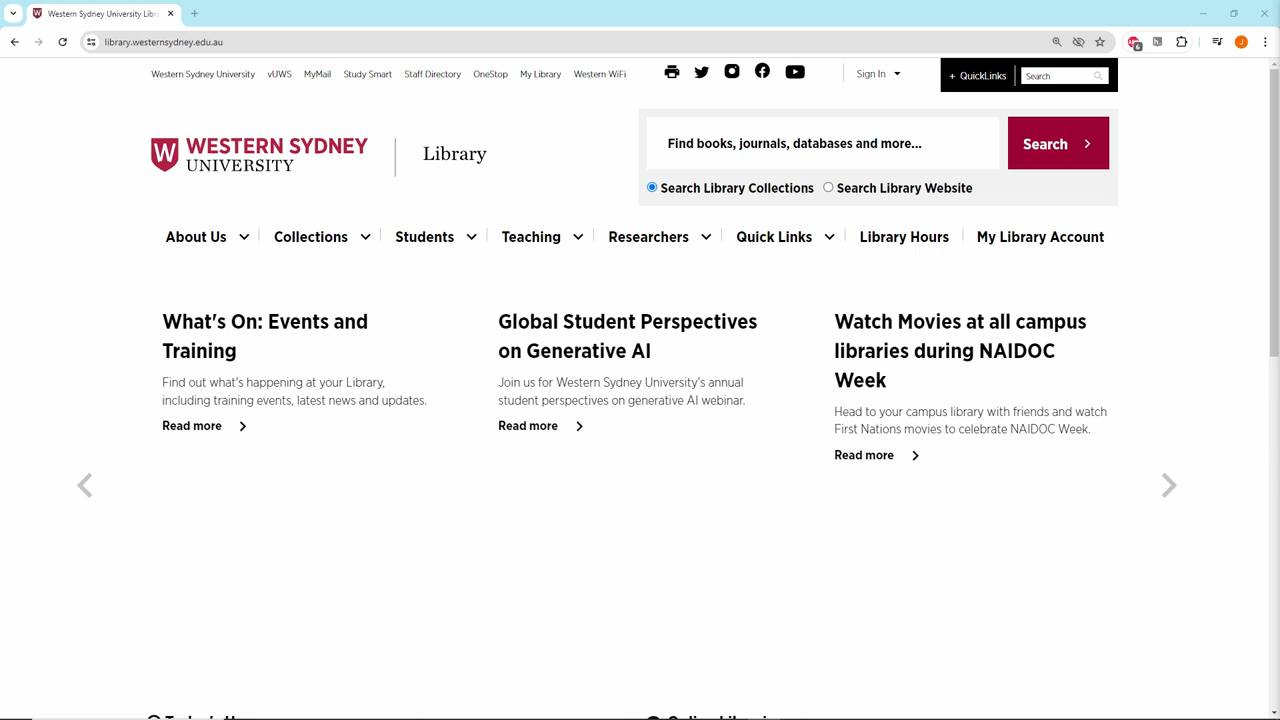 Western Sydney University Libr
library.westernsydney.edu.au
6
J
Western Sydney University vUWS MyMail Study Smart Staff Directory OneStop My Library Western WiFi
Sign In
+ QuickLinks
Search
W WESTERN SYDNEY
UNIVERSITY
Library
Find books, journals, databases and more...
Search
Search Library Collections Search Library Website
About Us Collections Students Teaching Researchers Quick Links Library Hours My Library Account
What's On: Events and
Training
Find out what's happening at your Library,
including training events, latest news and updates.
Read more
Global Student Perspectives
on Generative AI
Join us for Western Sydney University's annual
student perspectives on generative AI webinar.
Read more
Watch Movies at all campus
libraries during NAIDOC
Week
Head to your campus library with friends and watch
First Nations movies to celebrate NAIDOC Week.
Read more